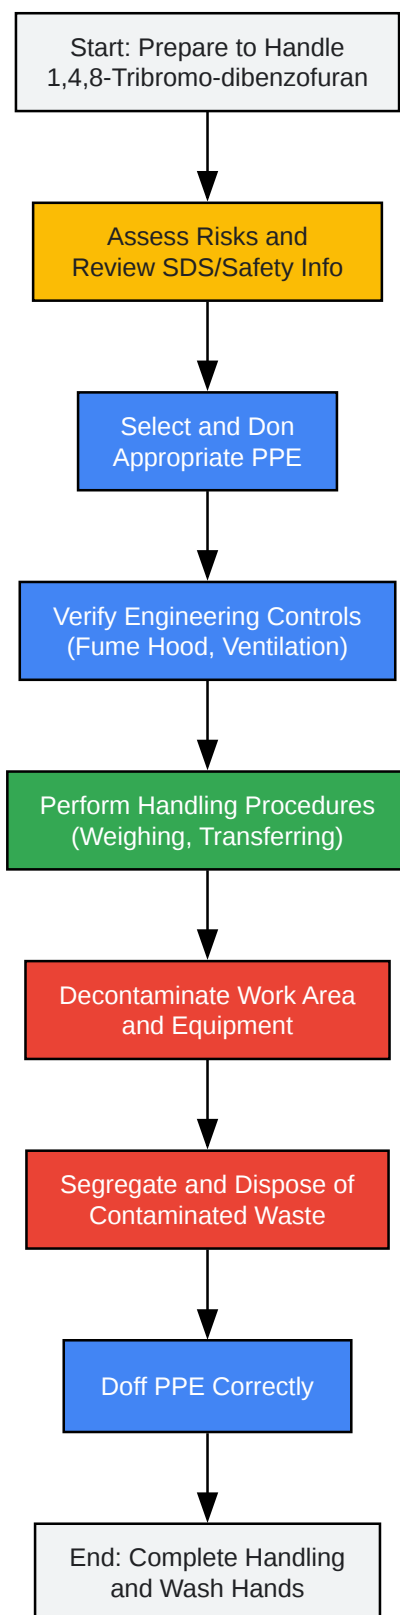 Start: Prepare to Handle
1,4,8-Tribromo-dibenzofuran
Assess Risks and
Review SDS/Safety Info
Select and Don
Appropriate PPE
Verify Engineering Controls
(Fume Hood, Ventilation)
Perform Handling Procedures
(Weighing, Transferring)
Decontaminate Work Area
and Equipment
Segregate and Dispose of
Contaminated Waste
Doff PPE Correctly
End: Complete Handling
and Wash Hands